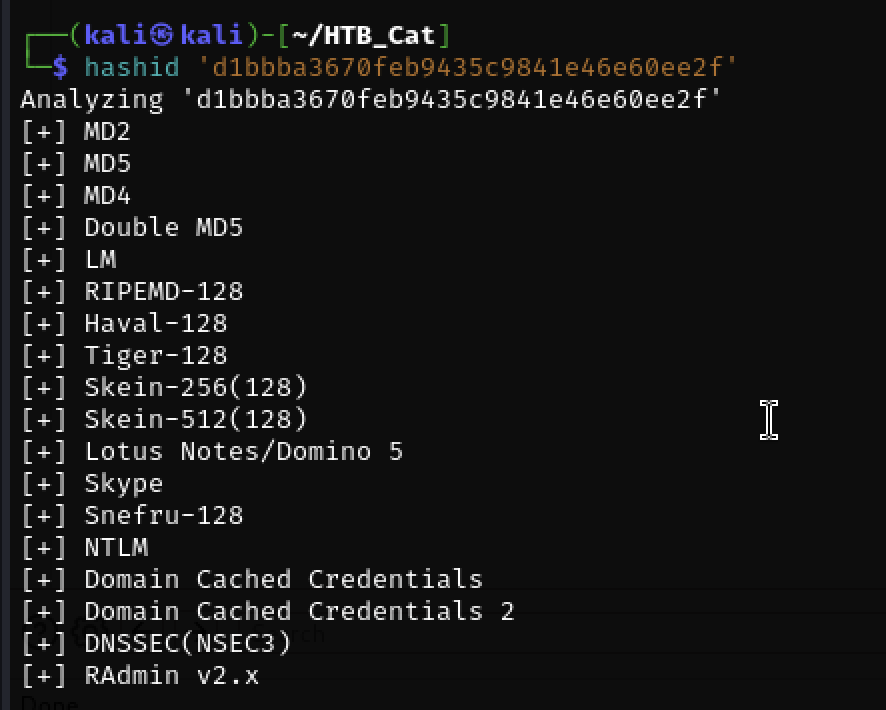 ┌──(kali㉿kali)-[~/HTB_Cat]
└─$ hashid 'd1bbba3670feb9435c9841e46e60ee2f'
Analyzing 'd1bbba3670feb9435c9841e46e60ee2f'
[+] MD2
[+] MD5
[+] MD4
[+] Double MD5
[+] LM
[+] RIPEMD-128
[+] Haval-128
[+] Tiger-128
[+] Skein-256(128)
[+] Skein-512(128)
[+] Lotus Notes/Domino 5
[+] Skype
[+] Snefru-128
[+] NTLM
[+] Domain Cached Credentials
[+] Domain Cached Credentials 2
[+] DNSSEC(NSEC3)
[+] RAdmin v2.x
Done